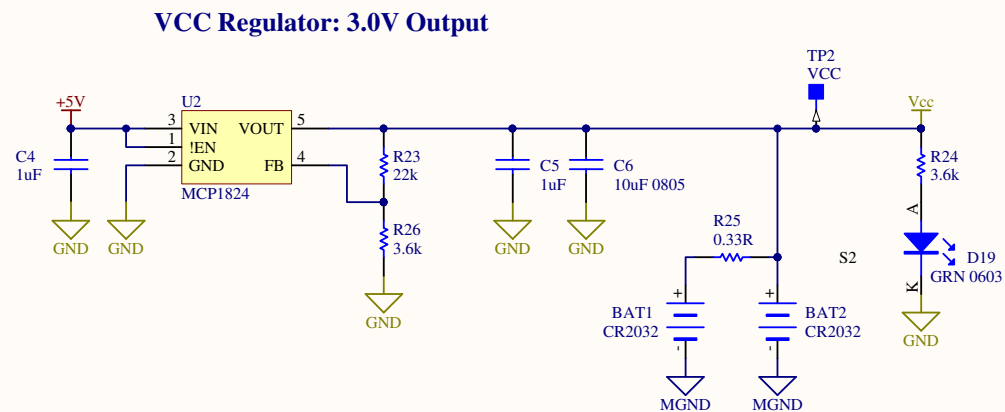 VCC Regulator: 3.0V Output
TP2
VCC
+5V
U2
Vcc
3 VIN VOUT 5
1 !EN
2 GND FB 4
MCP1824
C4
1uF
R23
22k
C5
1uF
C6
10uF 0805
R24
3.6k
GND
GND
R26
3.6k
GND
GND
GND
R25
0.33R
S2
A
D19
GRN 0603
K
+
+
BAT1
CR2032
BAT2
CR2032
-
-
GND
MGND
MGND